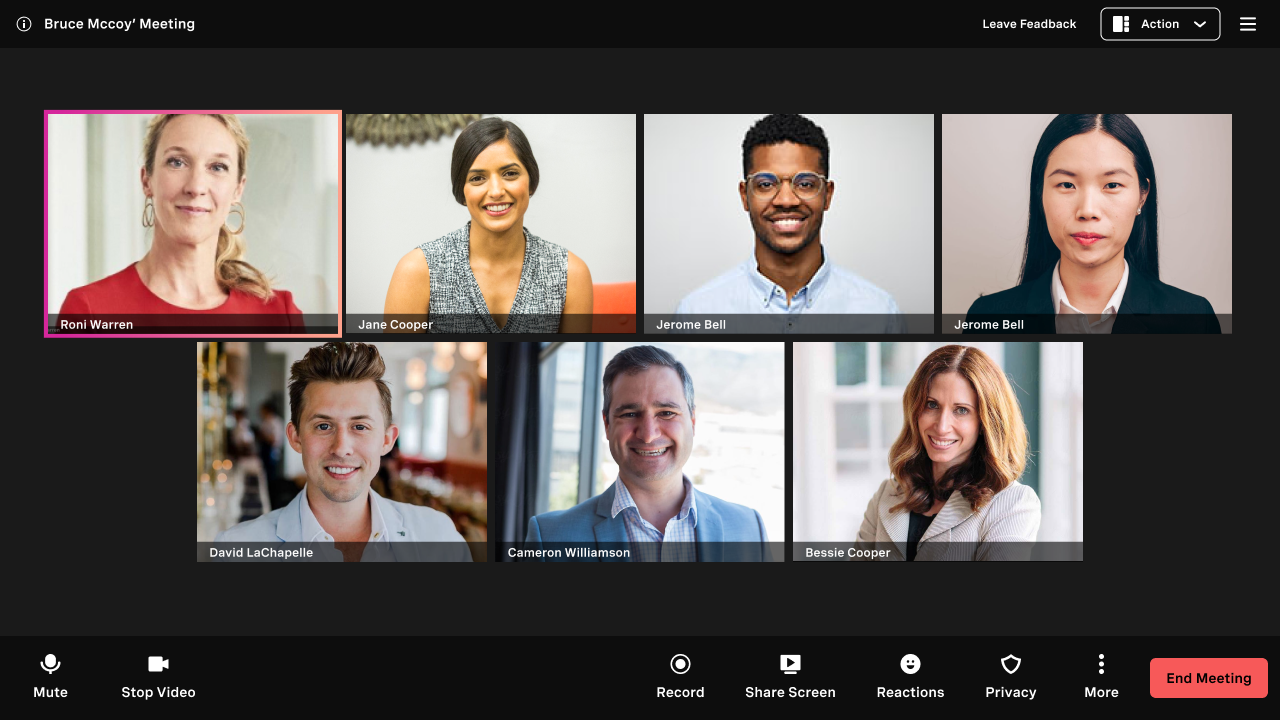 Bruce Mccoy’ Meeting
Leave Feedback
Action
Roni Warren
Jane Cooper
Jerome Bell
Jerome Bell
David LaChapelle
Cameron Williamson
Bessie Cooper
Mute
Stop Video
Record
Share Screen
Reactions
Privacy
More
End Meeting